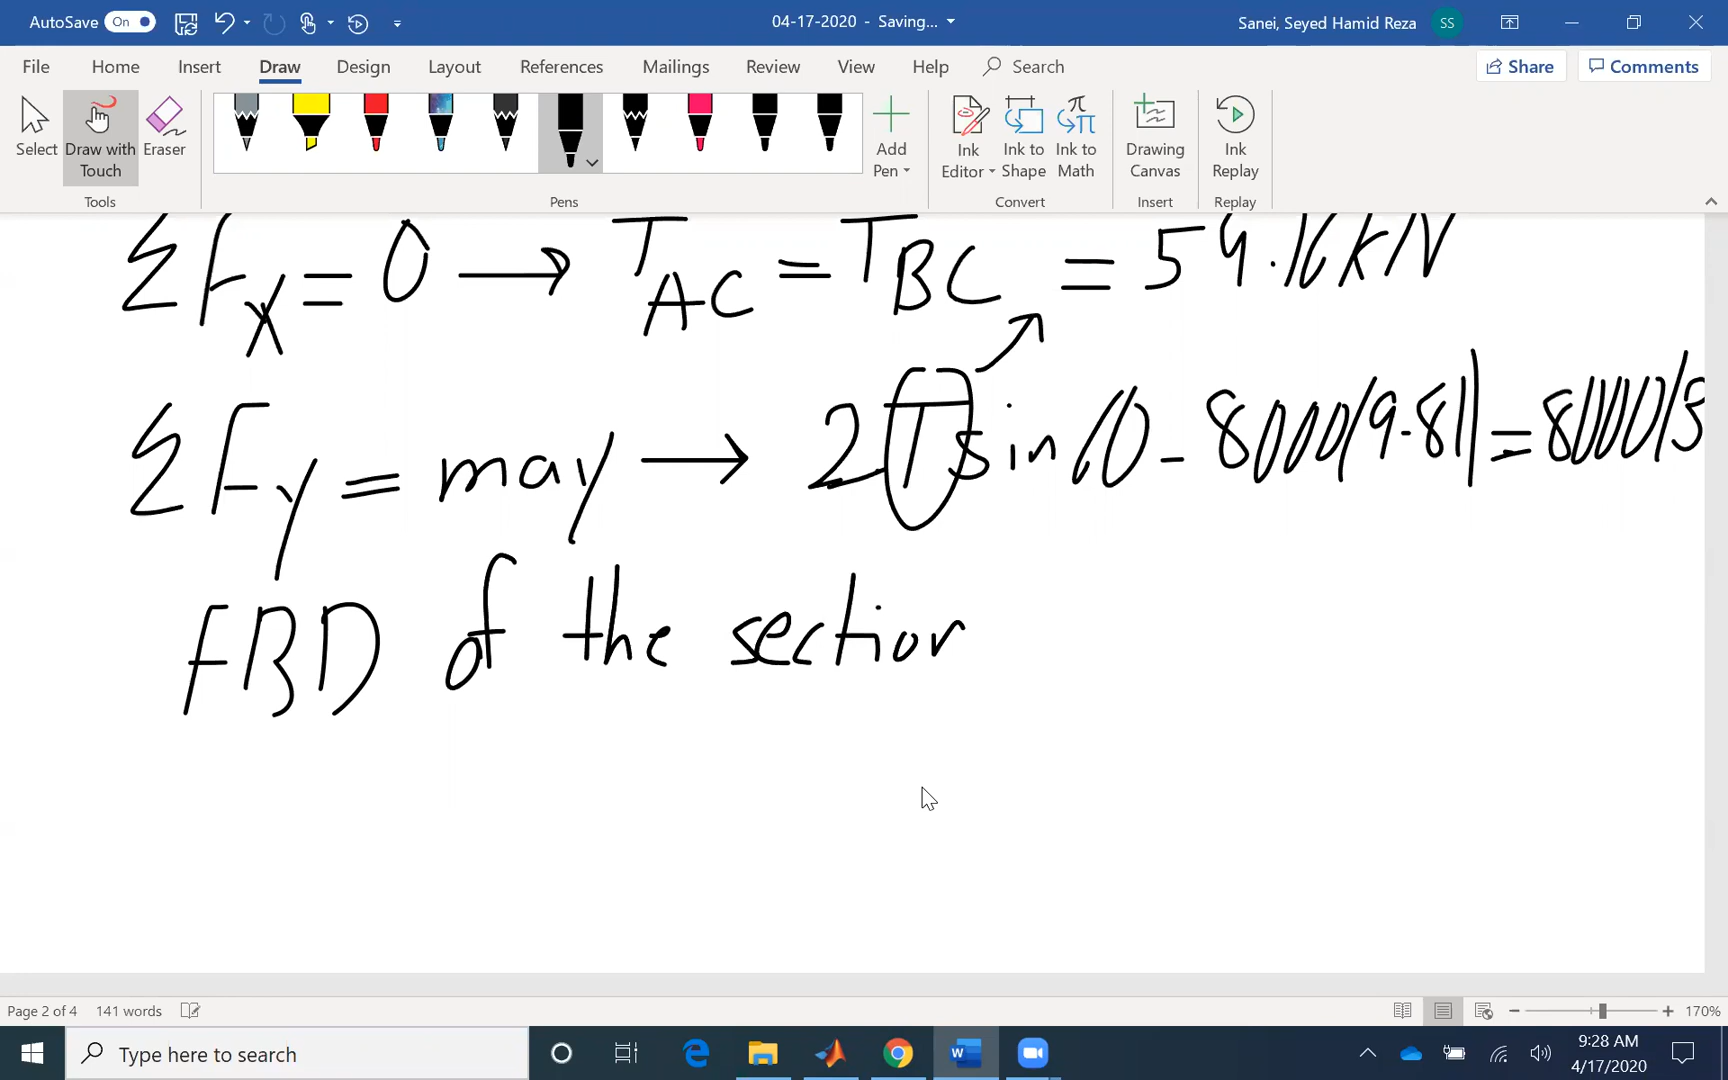 AutoSave On 04-17-2020 - Saving... Sanei, Seyed Hamid Reza SS
File Home Insert Draw Design Layout References Mailings Review View Help Search Share Comments
Select Draw with Touch Eraser Add Pen Ink Editor Ink to Shape Ink to Math Drawing Canvas Ink Replay
Tools Pens Convert Insert Replay
ΣFx = 0 → TAC = TBC = 54.16 kN
ΣFy = may → 2T sin 60 - 8000(9.81) = 8000(
FBD of the section
Page 2 of 4 141 words 170%
Type here to search 9:28 AM
4/17/2020